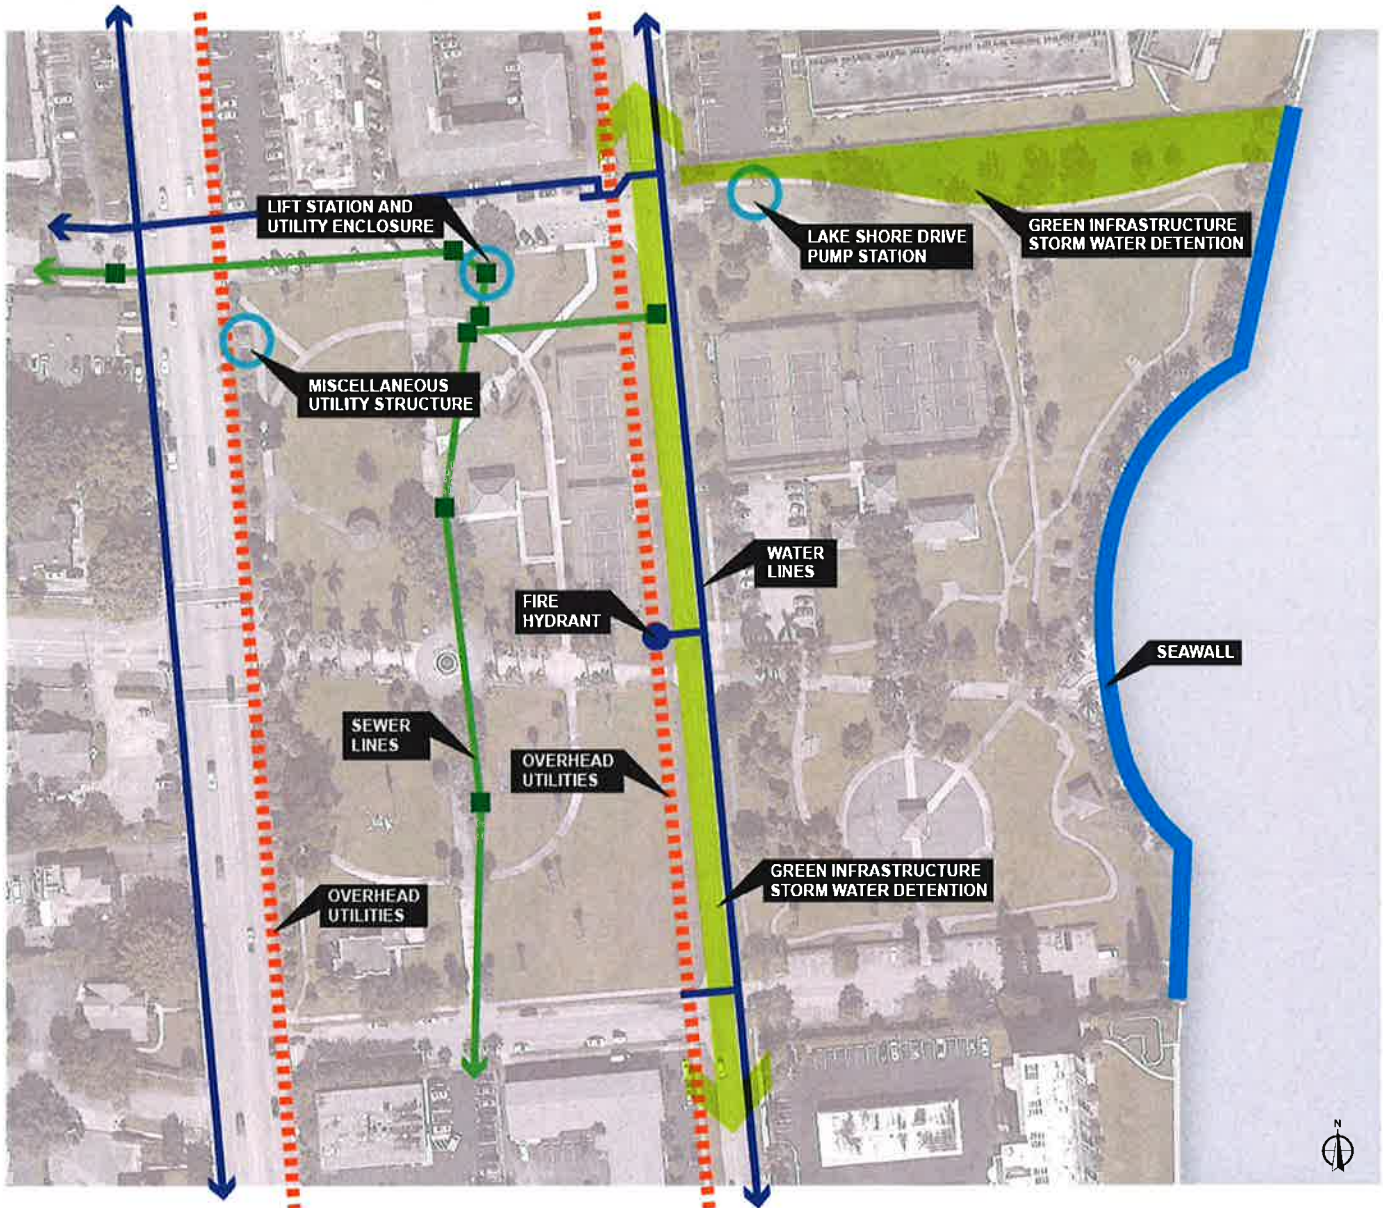 LIFT STATION AND
UTILITY ENCLOSURE
LAKE SHORE DRIVE
PUMP STATION
GREEN INFRASTRUCTURE
STORM WATER DETENTION
MISCELLANEOUS
UTILITY STRUCTURE
WATER
LINES
FIRE
HYDRANT
SEAWALL
SEWER
LINES
OVERHEAD
UTILITIES
GREEN INFRASTRUCTURE
STORM WATER DETENTION
OVERHEAD
UTILITIES
N